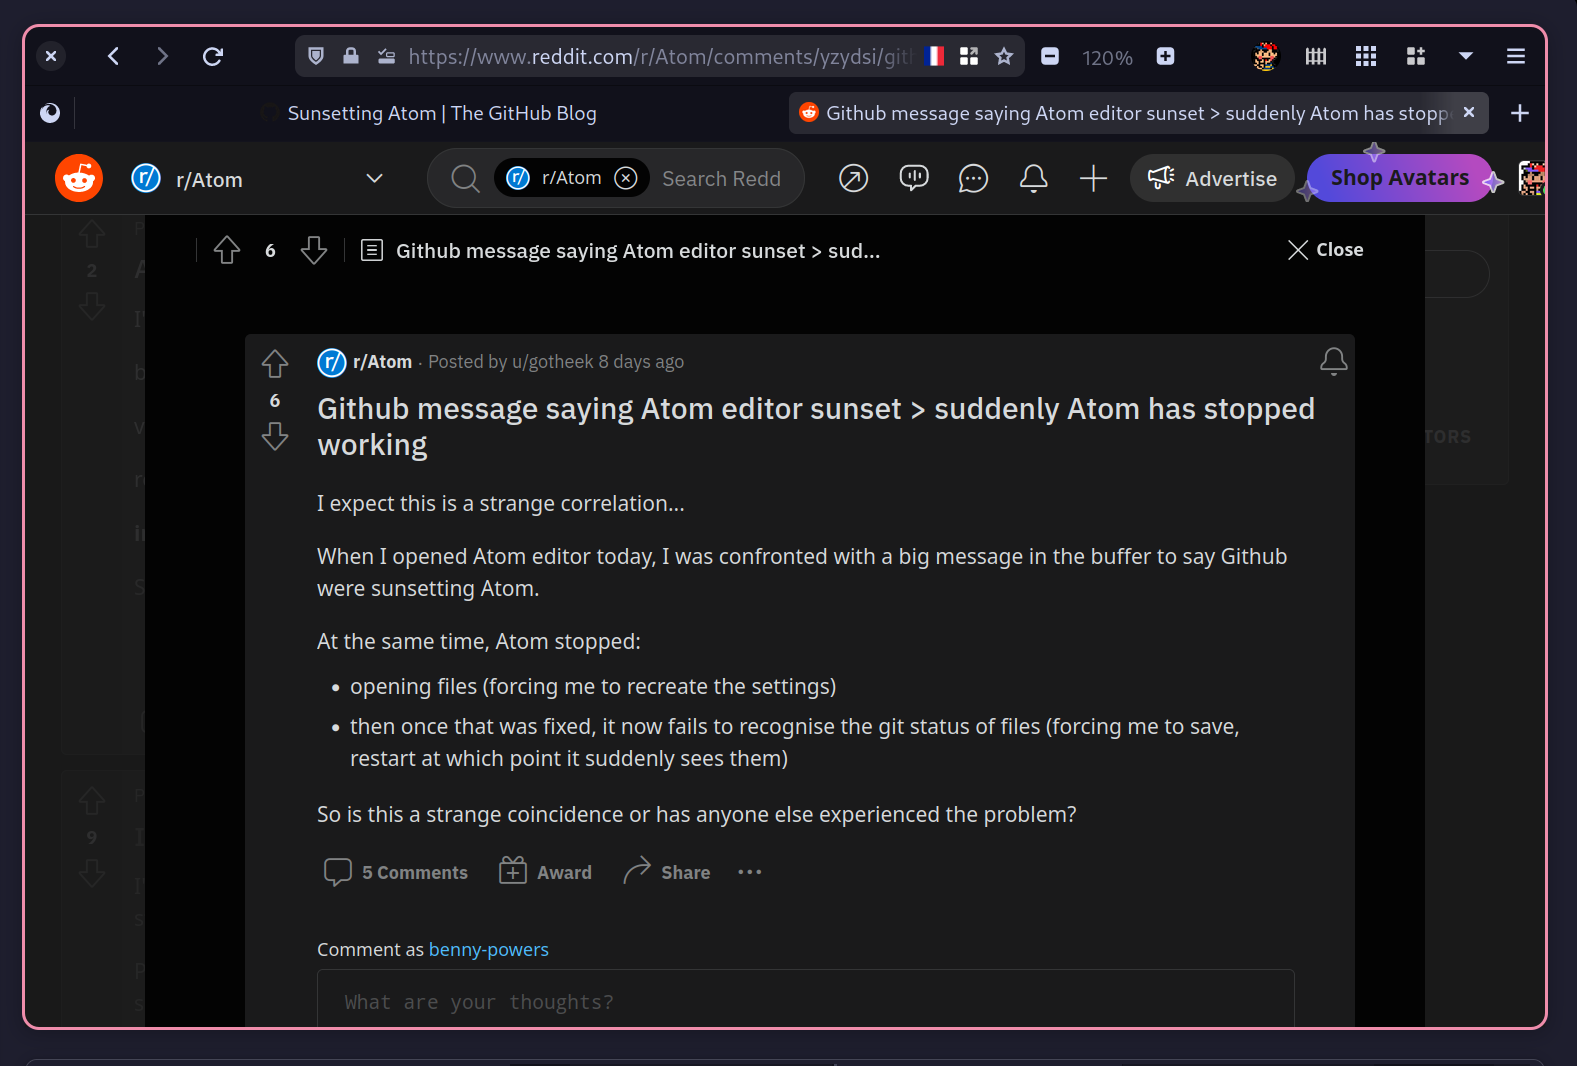 https://www.reddit.com/r/Atom/comments/yzydsi/gitl
120%
Sunsetting Atom | The GitHub Blog
Github message saying Atom editor sunset > suddenly Atom has stopp
r/Atom
r/Atom
Search Redd
Advertise
Shop Avatars
6
Github message saying Atom editor sunset > sud...
Close
2
r/Atom · Posted by u/gotheek 8 days ago
6
Github message saying Atom editor sunset > suddenly Atom has stopped
working
TORS
I expect this is a strange correlation...
When I opened Atom editor today, I was confronted with a big message in the buffer to say Github
were sunsetting Atom.
At the same time, Atom stopped:
• opening files (forcing me to recreate the settings)
• then once that was fixed, it now fails to recognise the git status of files (forcing me to save,
restart at which point it suddenly sees them)
So is this a strange coincidence or has anyone else experienced the problem?
9
5 Comments
Award
Share
Comment as benny-powers
What are your thoughts?